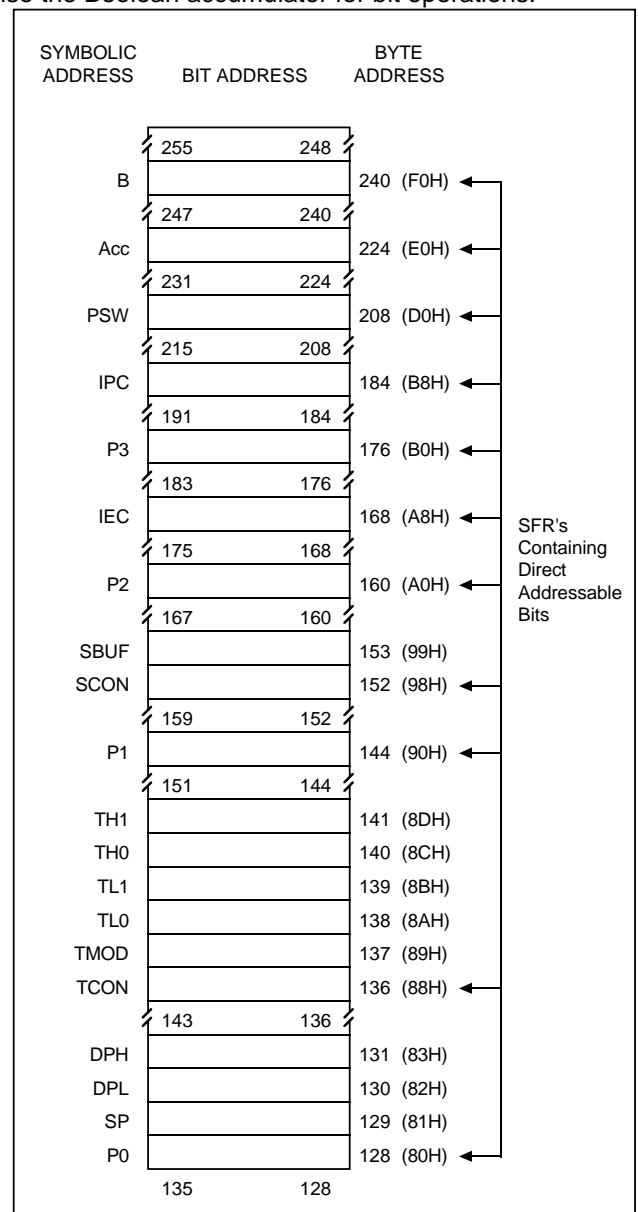 se the Boolean accumulator for bit operations.
SYMBOLIC ADDRESS BIT ADDRESS BYTE ADDRESS
255 248
B 240 (F0H)
247 240
Acc 224 (E0H)
231 224
PSW 208 (D0H)
215 208
IPC 184 (B8H)
191 184
P3 176 (B0H)
183 176
IEC 168 (A8H)
175 168
P2 160 (A0H)
167 160
SBUF 153 (99H)
SCON 152 (98H)
159 152
P1 144 (90H)
151 144
TH1 141 (8DH)
TH0 140 (8CH)
TL1 139 (8BH)
TL0 138 (8AH)
TMOD 137 (89H)
TCON 136 (88H)
143 136
DPH 131 (83H)
DPL 130 (82H)
SP 129 (81H)
P0 128 (80H)
135 128
SFR's
Containing
Direct
Addressable
Bits